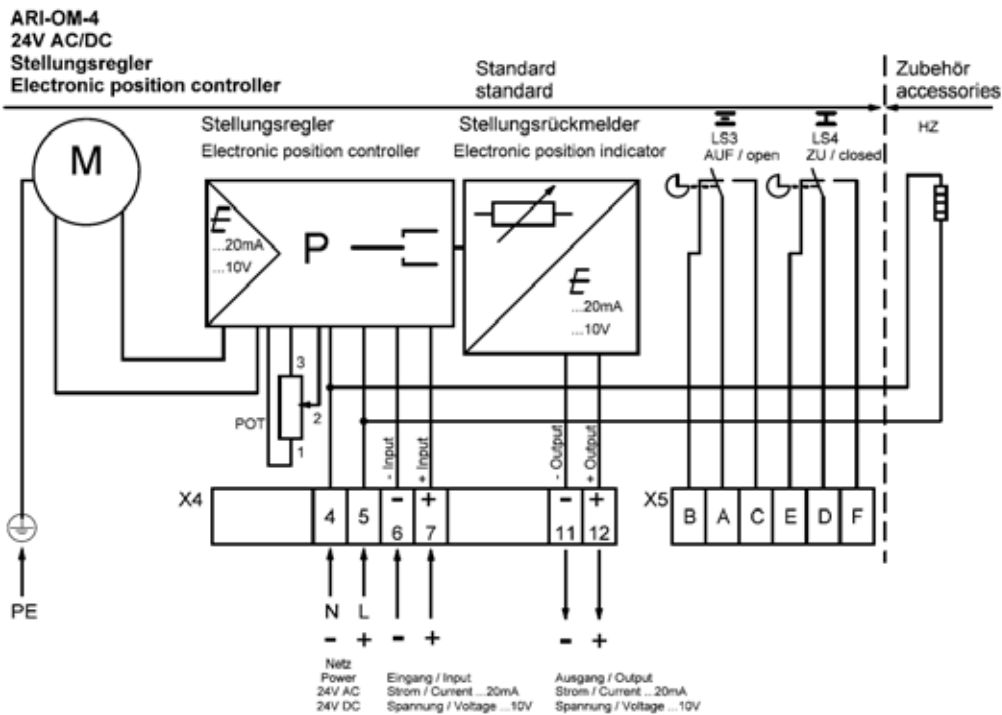 ARI-OM-4
24V AC/DC
Stellungsregler
Electronic position controller
Standard
standard
Zubehör
accessories
Stellungsregler
Electronic position controller
Stellungsrückmelder
Electronic position indicator
LS3
AUF / open
LS4
ZU / closed
HZ
M
E
...20mA
...10V
P
E
...20mA
...10V
POT
3
2
1
- Input
+ Input
- Output
+ Output
X4
4
5
- 6
+ 7
- 11
+ 12
X5
B A C E D F
PE
N L
- + - +
- +
Netz
Power
24V AC
24V DC
Eingang / Input
Strom / Current ...20mA
Spannung / Voltage ...10V
Ausgang / Output
Strom / Current ...20mA
Spannung / Voltage ...10V